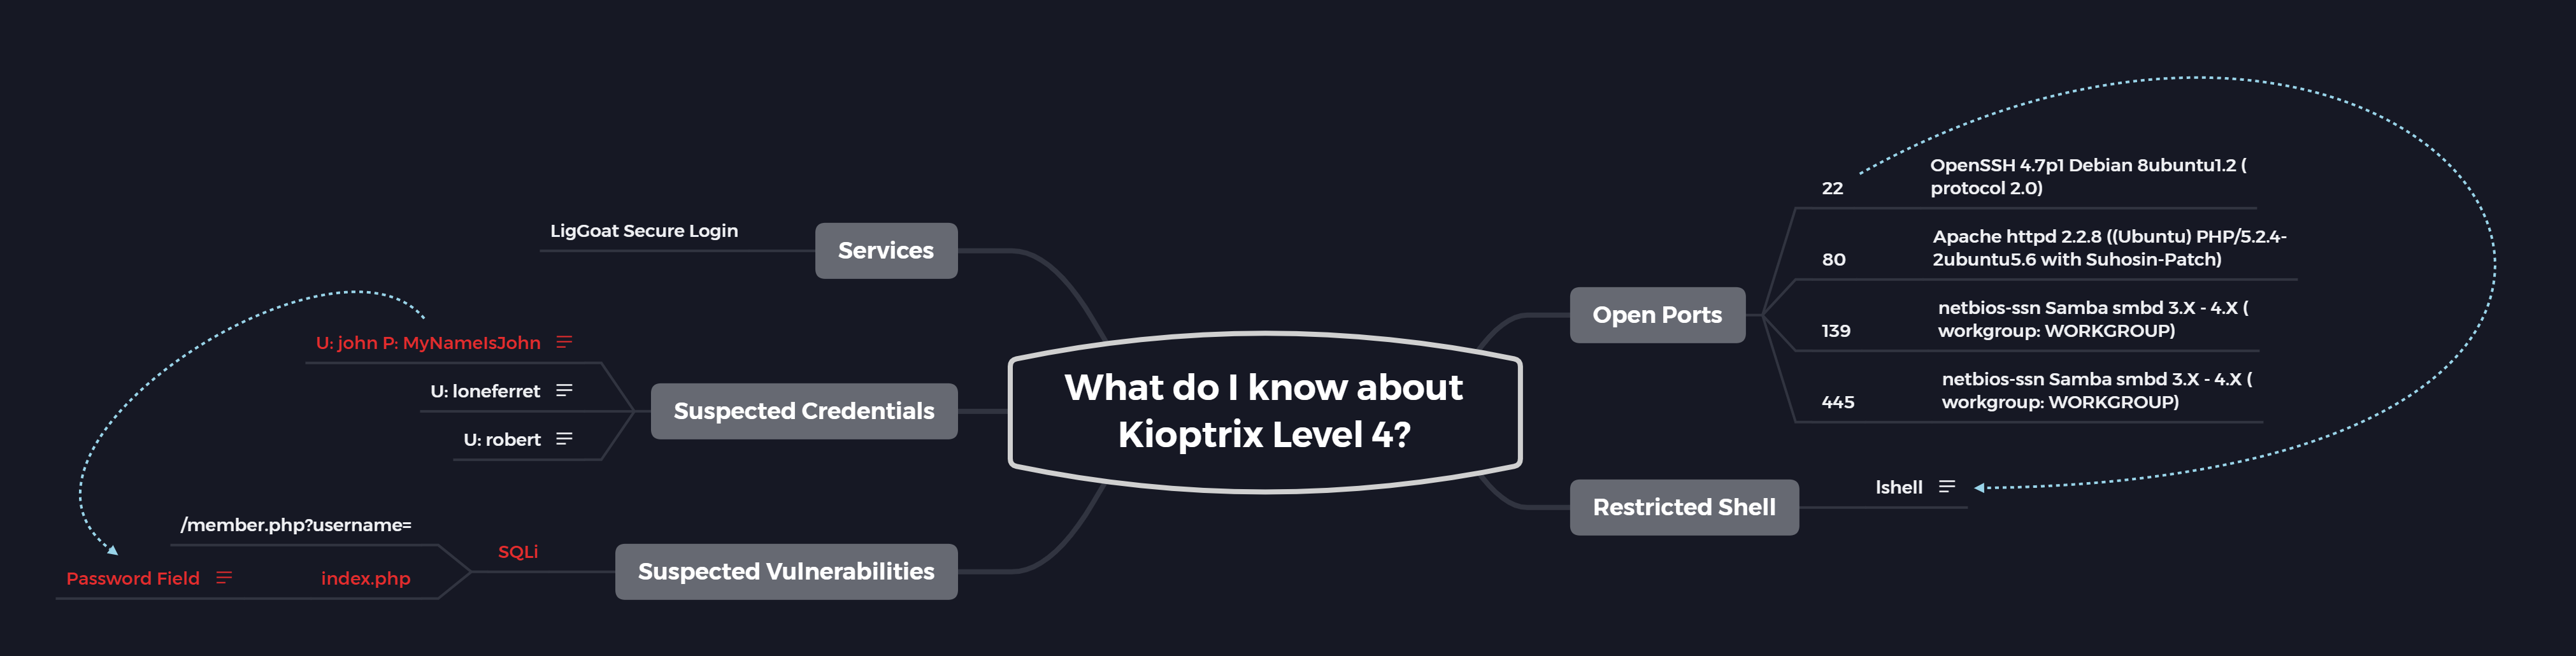 What do I know about
Kioptrix Level 4?
Services
LigGoat Secure Login
Suspected Credentials
U: john P: MyNameIsJohn
U: loneferret
U: robert
Suspected Vulnerabilities
SQLi
/member.php?username=
index.php
Password Field
Open Ports
22
OpenSSH 4.7p1 Debian 8ubuntu1.2 (
protocol 2.0)
80
Apache httpd 2.2.8 ((Ubuntu) PHP/5.2.4-
2ubuntu5.6 with Suhosin-Patch)
139
netbios-ssn Samba smbd 3.X - 4.X (
workgroup: WORKGROUP)
445
netbios-ssn Samba smbd 3.X - 4.X (
workgroup: WORKGROUP)
Restricted Shell
lshell